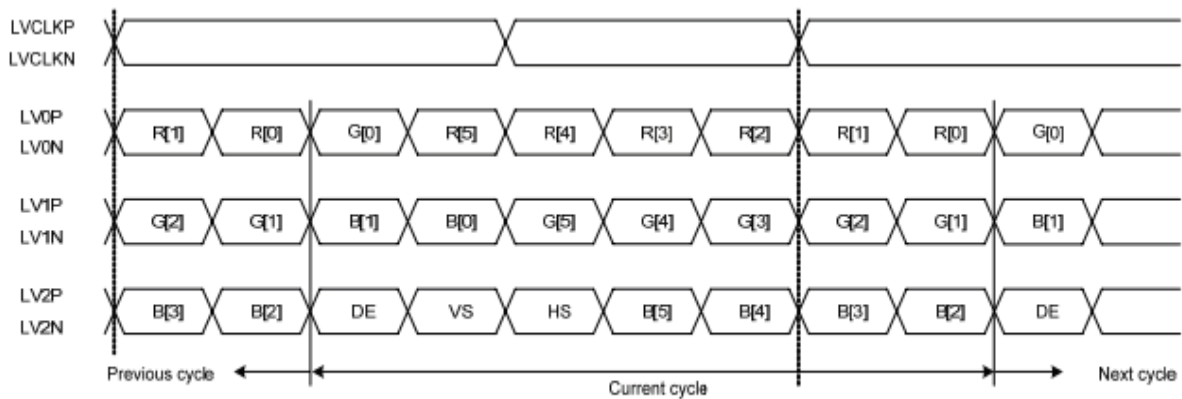 LVCLKP
LVCLKN
LV0P
LV0N
R[1] R[0] G[0] R[5] R[4] R[3] R[2] R[1] R[0] G[0]
LV1P
LV1N
G[2] G[1] B[1] B[0] G[5] G[4] G[3] G[2] G[1] B[1]
LV2P
LV2N
B[3] B[2] DE VS HS B[5] B[4] B[3] B[2] DE
Previous cycle Current cycle Next cycle